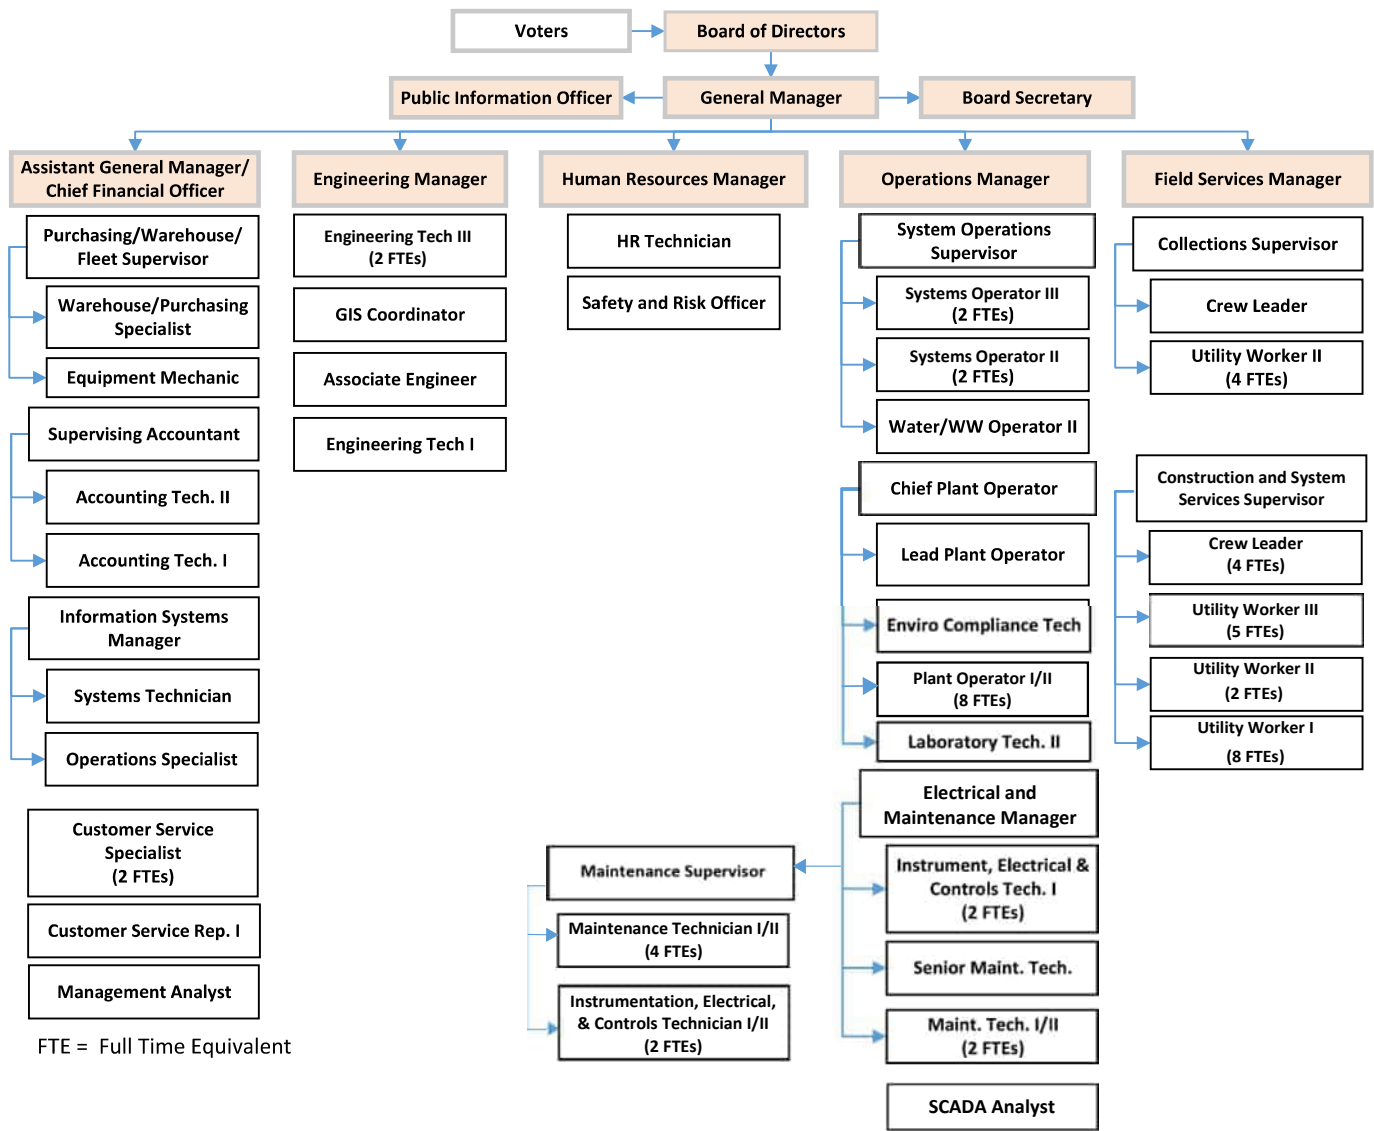 Voters
Board of Directors
Public Information Officer
General Manager
Board Secretary
Assistant General Manager/
Chief Financial Officer
Engineering Manager
Human Resources Manager
Operations Manager
Field Services Manager
Purchasing/Warehouse/
Fleet Supervisor
Warehouse/Purchasing
Specialist
Equipment Mechanic
Supervising Accountant
Accounting Tech. II
Accounting Tech. I
Information Systems
Manager
Systems Technician
Operations Specialist
Customer Service
Specialist
(2 FTEs)
Customer Service Rep. I
Management Analyst
FTE = Full Time Equivalent
Engineering Tech III
(2 FTEs)
GIS Coordinator
Associate Engineer
Engineering Tech I
HR Technician
Safety and Risk Officer
System Operations
Supervisor
Systems Operator III
(2 FTEs)
Systems Operator II
(2 FTEs)
Water/WW Operator II
Chief Plant Operator
Lead Plant Operator
Enviro Compliance Tech
Plant Operator I/II
(8 FTEs)
Laboratory Tech. II
Electrical and
Maintenance Manager
Maintenance Supervisor
Maintenance Technician I/II
(4 FTEs)
Instrumentation, Electrical,
& Controls Technician I/II
(2 FTEs)
Instrument, Electrical &
Controls Tech. I
(2 FTEs)
Senior Maint. Tech.
Maint. Tech. I/II
(2 FTEs)
SCADA Analyst
Collections Supervisor
Crew Leader
Utility Worker II
(4 FTEs)
Construction and System
Services Supervisor
Crew Leader
(4 FTEs)
Utility Worker III
(5 FTEs)
Utility Worker II
(2 FTEs)
Utility Worker I
(8 FTEs)